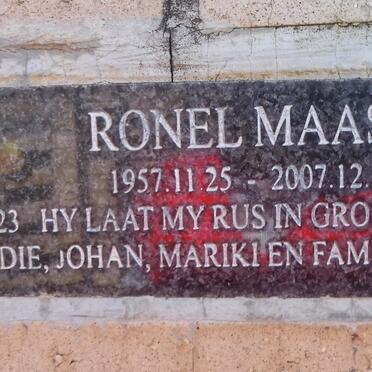 RONEL MAAS
1957.11.25 - 2007.12.
23 HY LAAT MY RUS IN GRO
DIE, JOHAN, MARIKI EN FAM